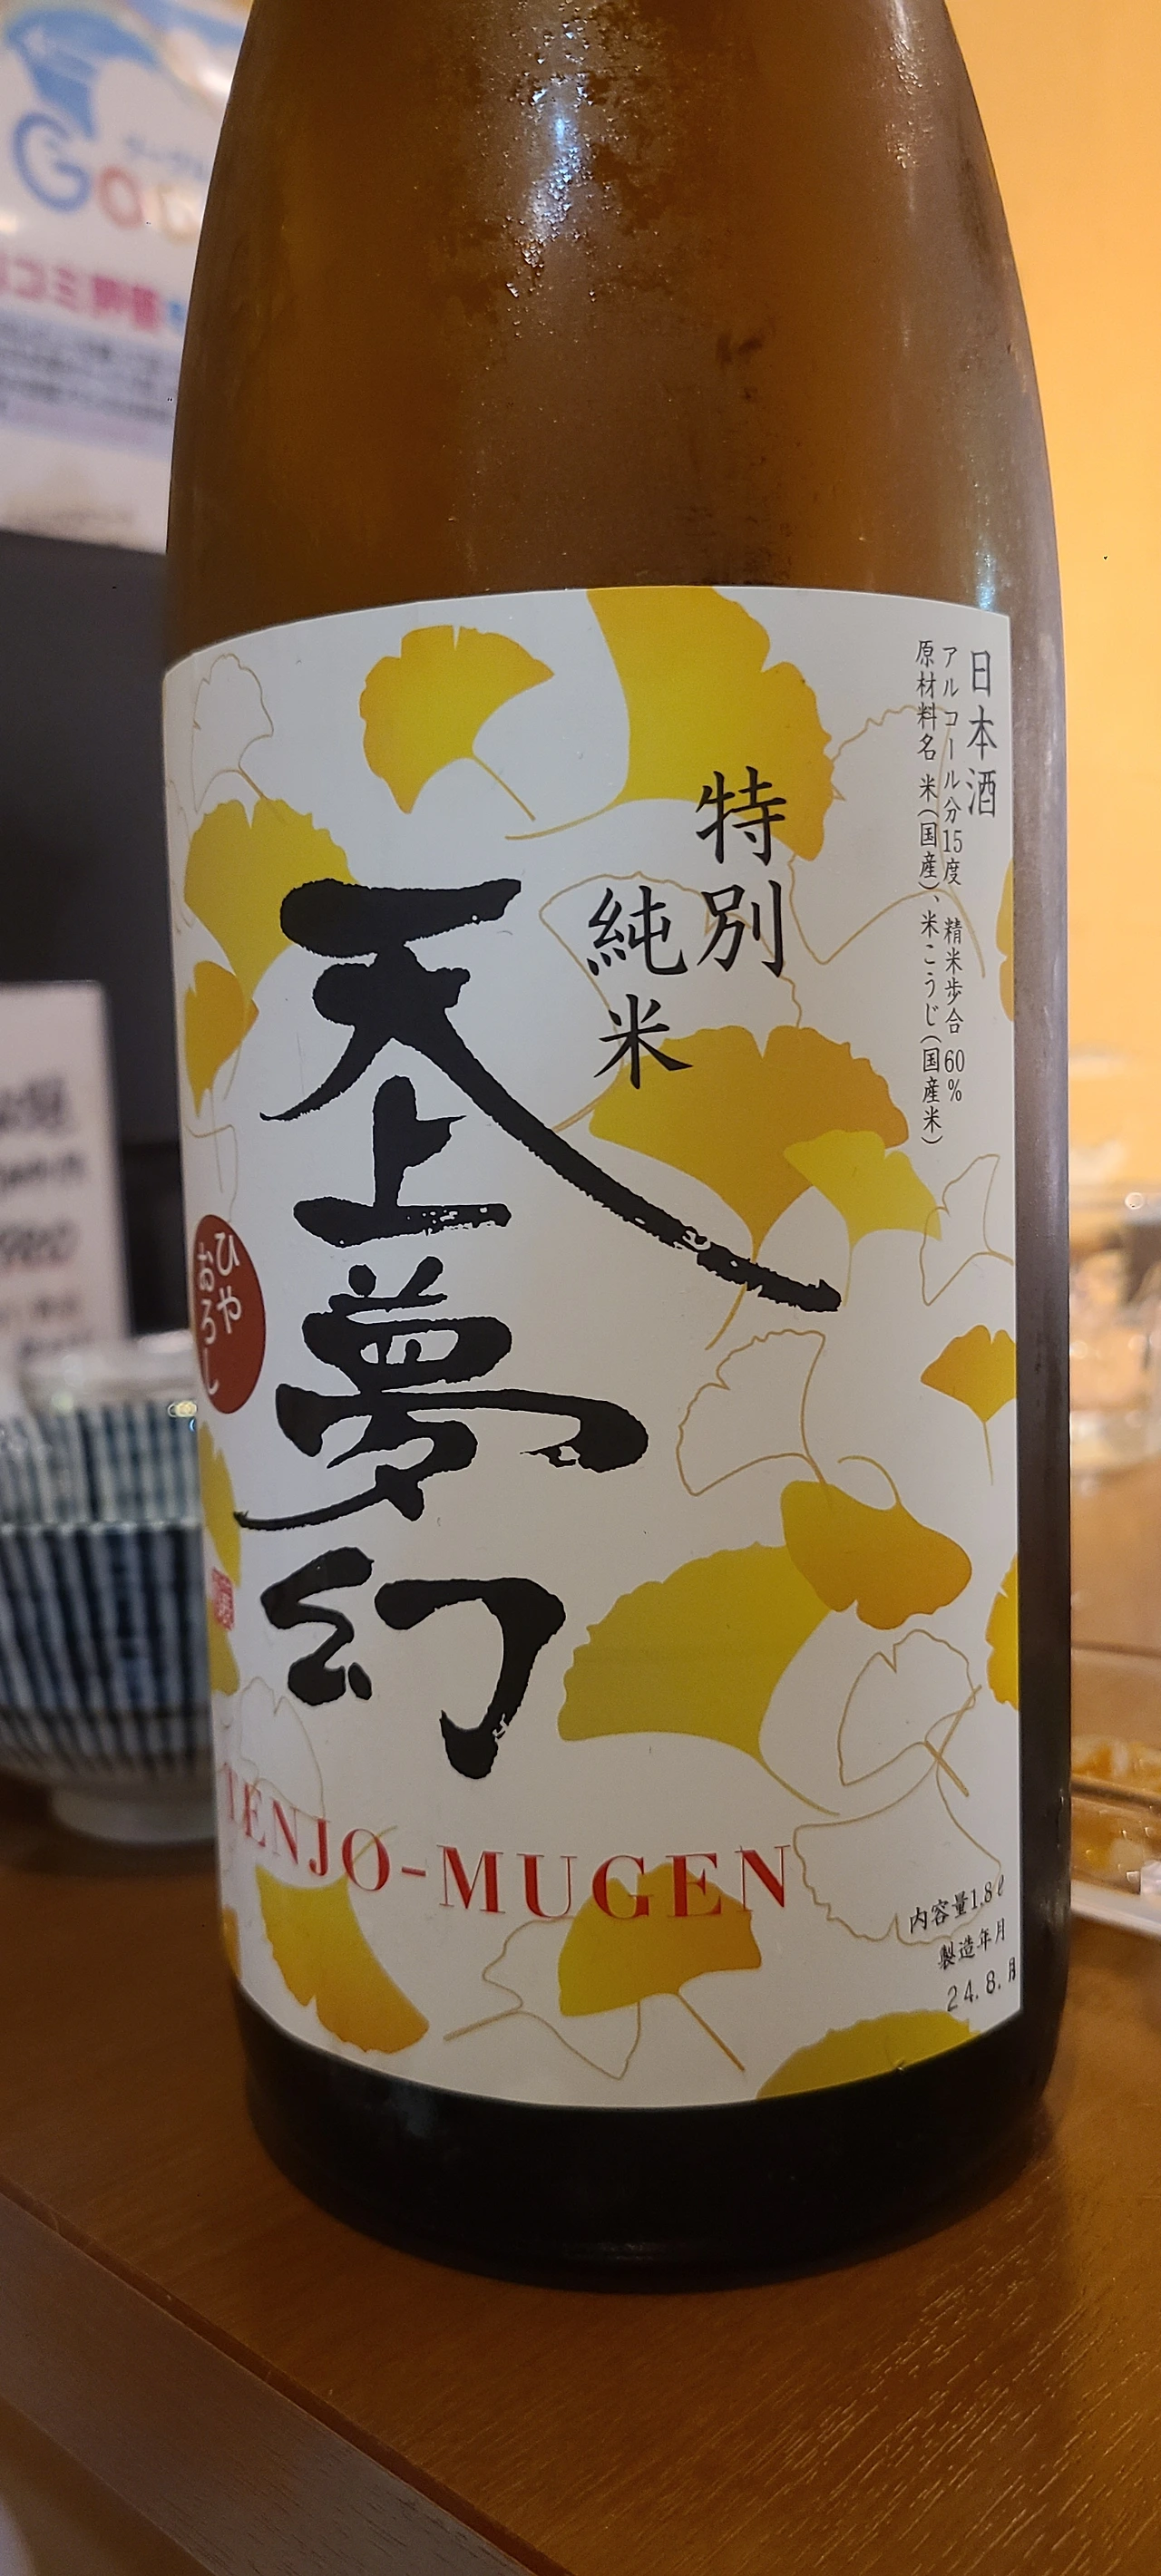 日本酒
アルコール分15度 精米歩合 60%
原材料名 米(国産)、米こうじ(国産米)
特別
純米
天上夢幻
ひや
おろし
TENJO-MUGEN
内容量1.8ℓ
製造年月
24.8.月